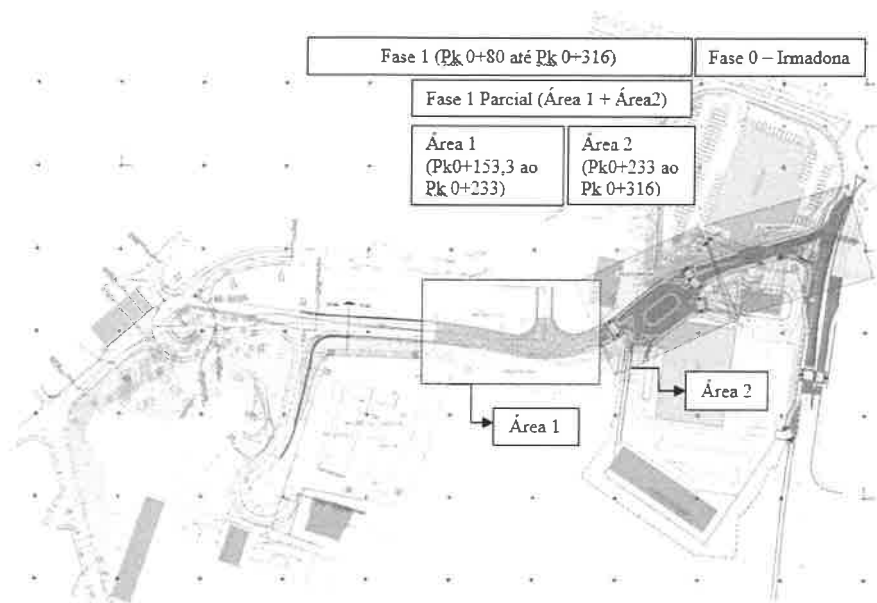 Fase 1 (Pk 0+80 até Pk 0+316)
Fase 0 – Irmadona
Fase 1 Parcial (Área 1 + Área2)
Área 1
(Pk0+153,3 ao
Pk 0+233)
Área 2
(Pk0+233 ao
Pk 0+316)
Área 2
Área 1